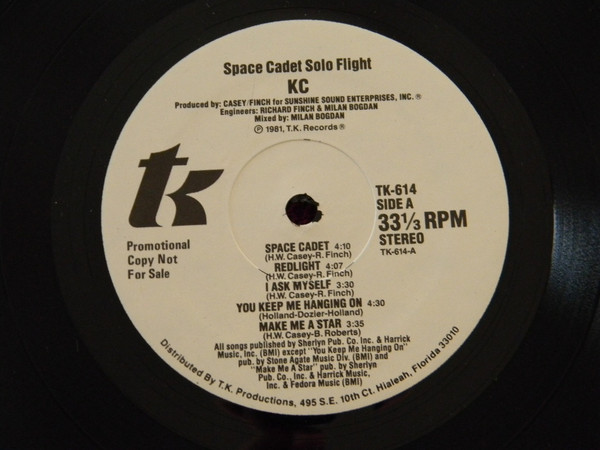 Space Cadet Solo Flight
KC
Produced by: CASEY/FINCH for SUNSHINE SOUND ENTERPRISES, INC.®
Engineers: RICHARD FINCH & MILAN BOGDAN
Mixed by: MILAN BOGDAN
℗ 1981, T.K. Records®
tk
Promotional
Copy Not
For Sale
TK-614
SIDE A
33⅓ RPM
STEREO
TK-614-A
SPACE CADET 4:10
(H.W. Casey-R. Finch)
REDLIGHT 4:07
(H.W. Casey-R. Finch)
I ASK MYSELF 3:30
(H.W. Casey-R. Finch)
YOU KEEP ME HANGING ON 4:30
(Holland-Dozier-Holland)
MAKE ME A STAR 3:35
(H.W. Casey-B. Roberts)
All songs published by Sherlyn Pub. Co. Inc. & Harrick
Music, Inc. (BMI) except "You Keep Me Hanging On"
pub. by Stone Agate Music Div. (BMI) and
"Make Me A Star" pub. by Sherlyn
Pub. Co., Inc. & Harrick Music,
Inc. & Fedora Music (BMI)
Distributed By T.K. Productions, 495 S.E. 10th Ct. Hialeah, Florida 33010